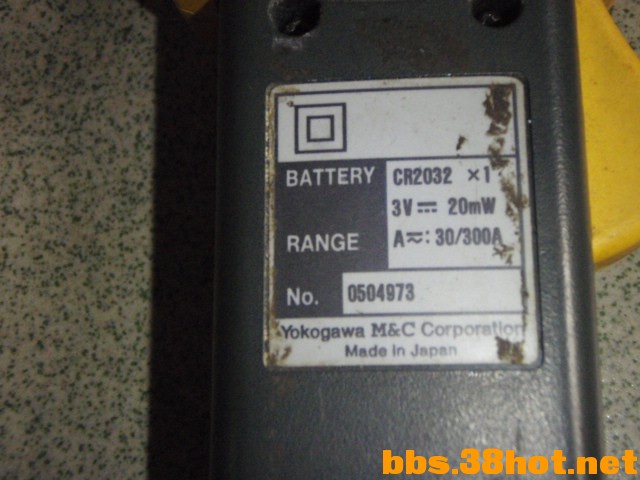 BATTERY CR2032 ×1
3V⎓ 20mW
RANGE A≂: 30/300A
No. 0504973
Yokogawa M&C Corporation
Made in Japan
bbs.38hot.net